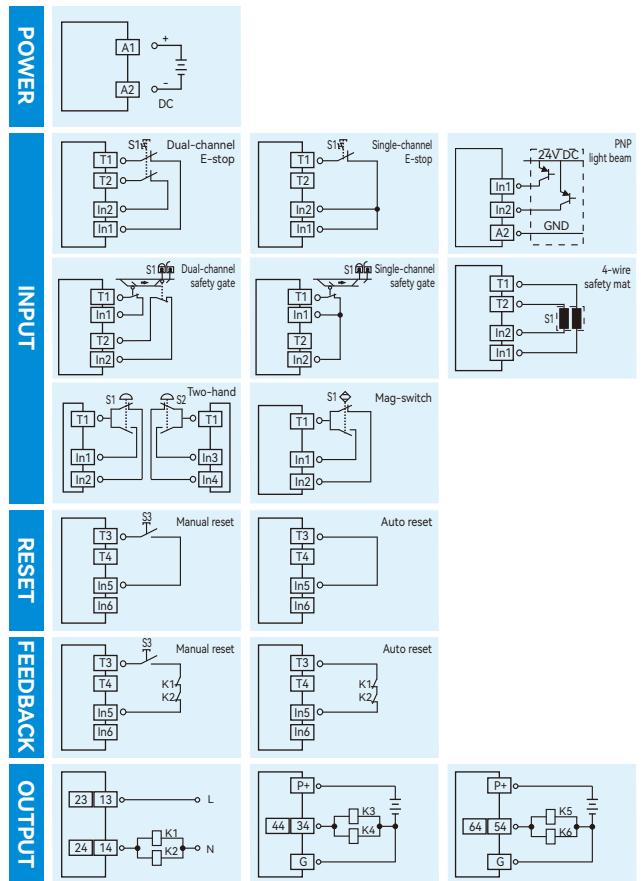 POWER
A1
+
A2
-
DC
INPUT
S1
Dual-channel
E-stop
T1
T2
In2
In1
S1
Single-channel
E-stop
T1
T2
In2
In1
PNP
light beam
24V DC
In1
In2
A2
GND
S1
Dual-channel
safety gate
T1
In1
T2
In2
S1
Single-channel
safety gate
T1
In1
T2
In2
4-wire
safety mat
T1
T2
S1
In2
In1
Two-hand
S1
S2
T1
T1
In1
In3
In2
In4
S1
Mag-switch
T1
In1
In2
RESET
S3
Manual reset
T3
T4
In5
In6
Auto reset
T3
T4
In5
In6
FEEDBACK
S3
Manual reset
T3
T4
K1
K2
In5
In6
Auto reset
T3
T4
K1
K2
In5
In6
OUTPUT
23 13
L
24 14
K1
K2
N
P+
44 34
K3
K4
G
P+
64 54
K5
K6
G